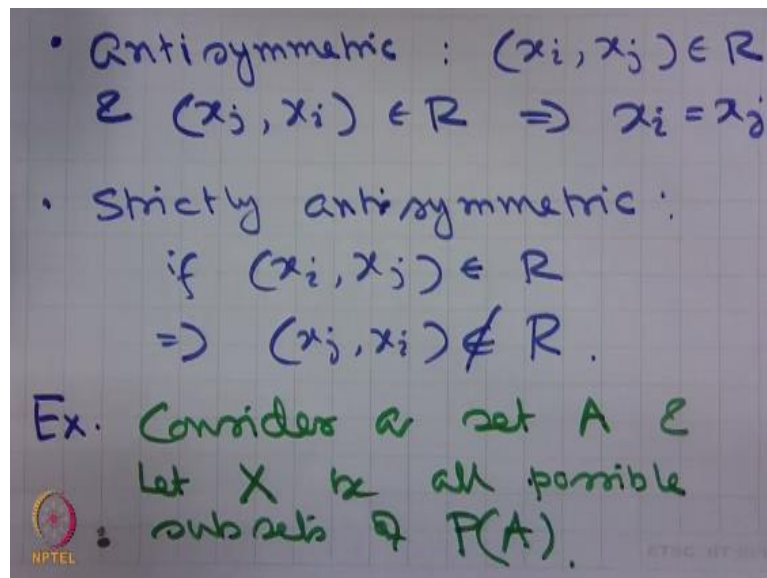 • Antisymmetric : (xi, xj) ∈ R
& (xj, xi) ∈ R ⇒ xi = xj
• Strictly antisymmetric :
if (xi, xj) ∈ R
⇒ (xj, xi) ∉ R .
Ex. Consider a set A &
Let X be all possible
subsets of P(A).
NPTEL